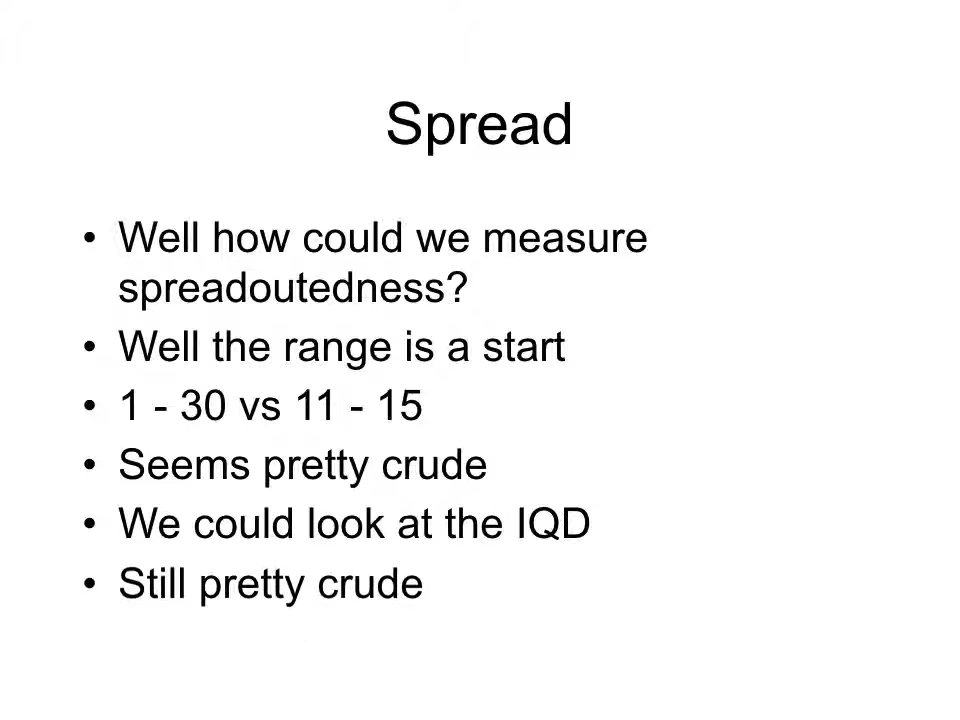 Spread
• Well how could we measure
spreadoutedness?
• Well the range is a start
• 1 - 30 vs 11 - 15
• Seems pretty crude
• We could look at the IQD
• Still pretty crude